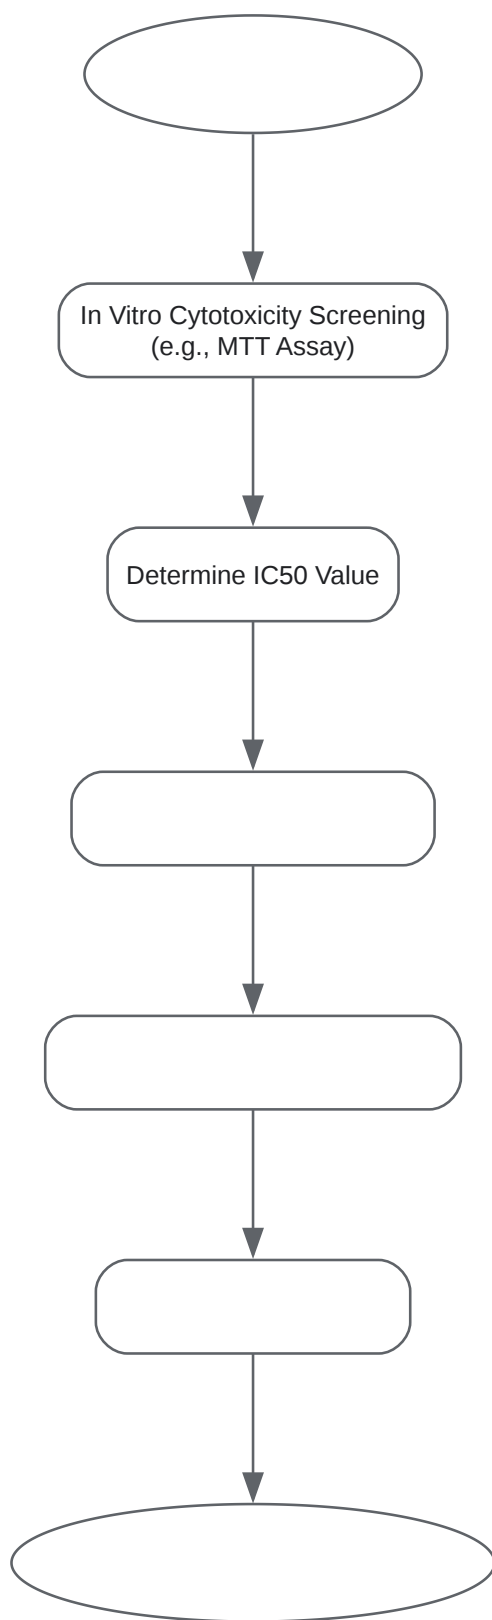 In Vitro Cytotoxicity Screening
(e.g., MTT Assay)
Determine IC50 Value